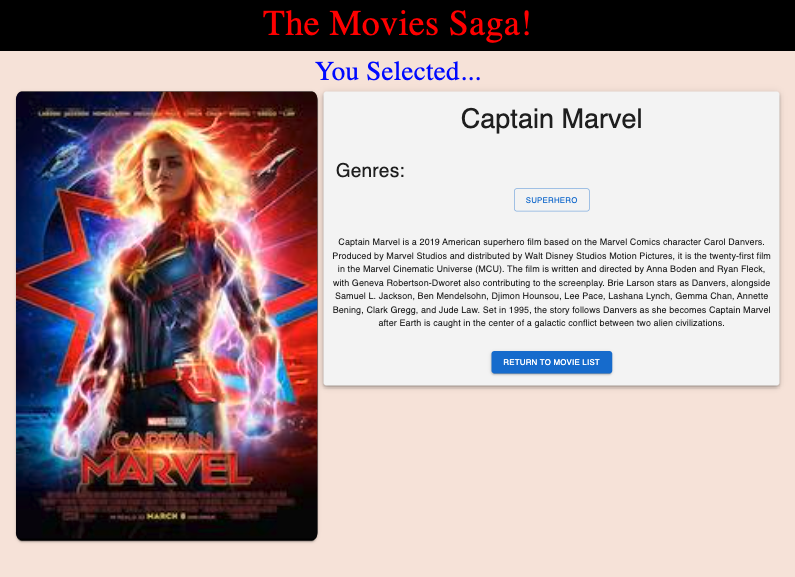 The Movies Saga!
You Selected...
Captain Marvel
Genres:
SUPERHERO
Captain Marvel is a 2019 American superhero film based on the Marvel Comics character Carol Danvers.
Produced by Marvel Studios and distributed by Walt Disney Studios Motion Pictures, it is the twenty-first film
in the Marvel Cinematic Universe (MCU). The film is written and directed by Anna Boden and Ryan Fleck,
with Geneva Robertson-Dworet also contributing to the screenplay. Brie Larson stars as Danvers, alongside
Samuel L. Jackson, Ben Mendelsohn, Djimon Hounsou, Lee Pace, Lashana Lynch, Gemma Chan, Annette
Bening, Clark Gregg, and Jude Law. Set in 1995, the story follows Danvers as she becomes Captain Marvel
after Earth is caught in the center of a galactic conflict between two alien civilizations.
RETURN TO MOVIE LIST
MARVEL STUDIOS
CAPTAIN
MARVEL
MARCH 8